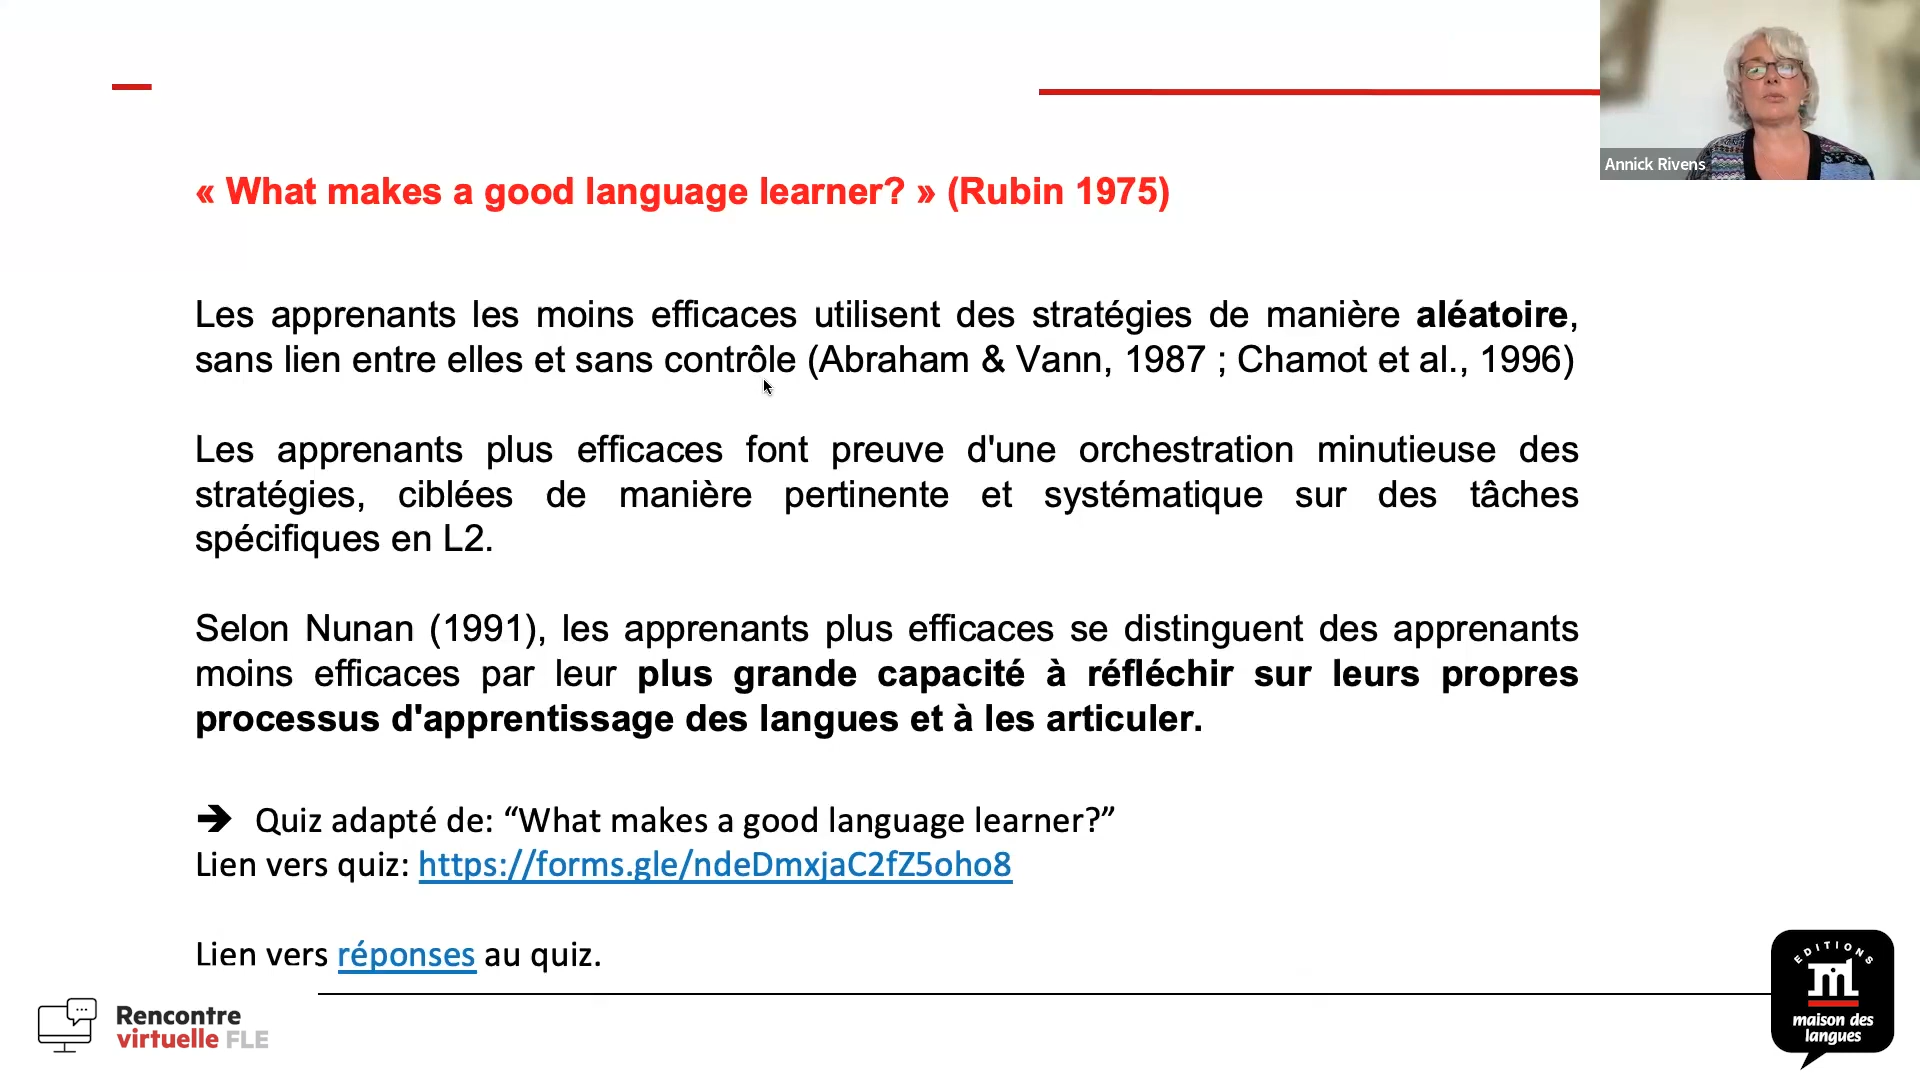 Annick Rivens
« What makes a good language learner? » (Rubin 1975)
Les apprenants les moins efficaces utilisent des stratégies de manière aléatoire,
sans lien entre elles et sans contrôle (Abraham & Vann, 1987 ; Chamot et al., 1996)
Les apprenants plus efficaces font preuve d'une orchestration minutieuse des
stratégies, ciblées de manière pertinente et systématique sur des tâches
spécifiques en L2.
Selon Nunan (1991), les apprenants plus efficaces se distinguent des apprenants
moins efficaces par leur plus grande capacité à réfléchir sur leurs propres
processus d'apprentissage des langues et à les articuler.
➔ Quiz adapté de: “What makes a good language learner?”
Lien vers quiz: https://forms.gle/ndeDmxjaC2fZ5oho8
Lien vers réponses au quiz.
Rencontre
virtuelle FLE
EDITIONS
maison des
langues